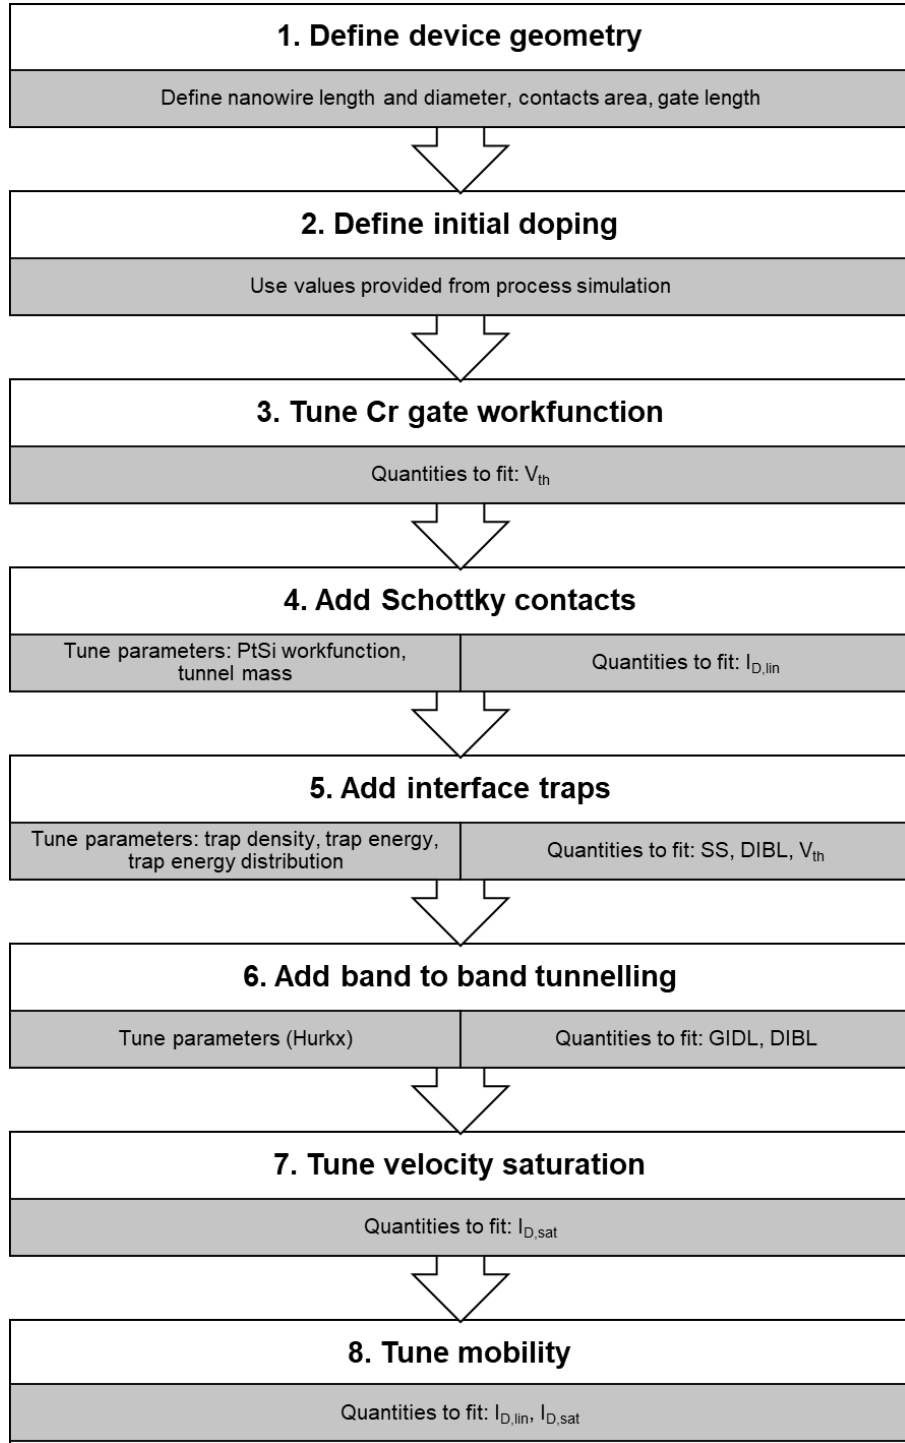 1. Define device geometry
Define nanowire length and diameter, contacts area, gate length
2. Define initial doping
Use values provided from process simulation
3. Tune Cr gate workfunction
Quantities to fit: Vth
4. Add Schottky contacts
Tune parameters: PtSi workfunction,
tunnel mass
Quantities to fit: ID,lin
5. Add interface traps
Tune parameters: trap density, trap energy,
trap energy distribution
Quantities to fit: SS, DIBL, Vth
6. Add band to band tunnelling
Tune parameters (Hurkx)
Quantities to fit: GIDL, DIBL
7. Tune velocity saturation
Quantities to fit: ID,sat
8. Tune mobility
Quantities to fit: ID,lin, ID,sat